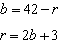 b = 42 − r
r = 2b + 3